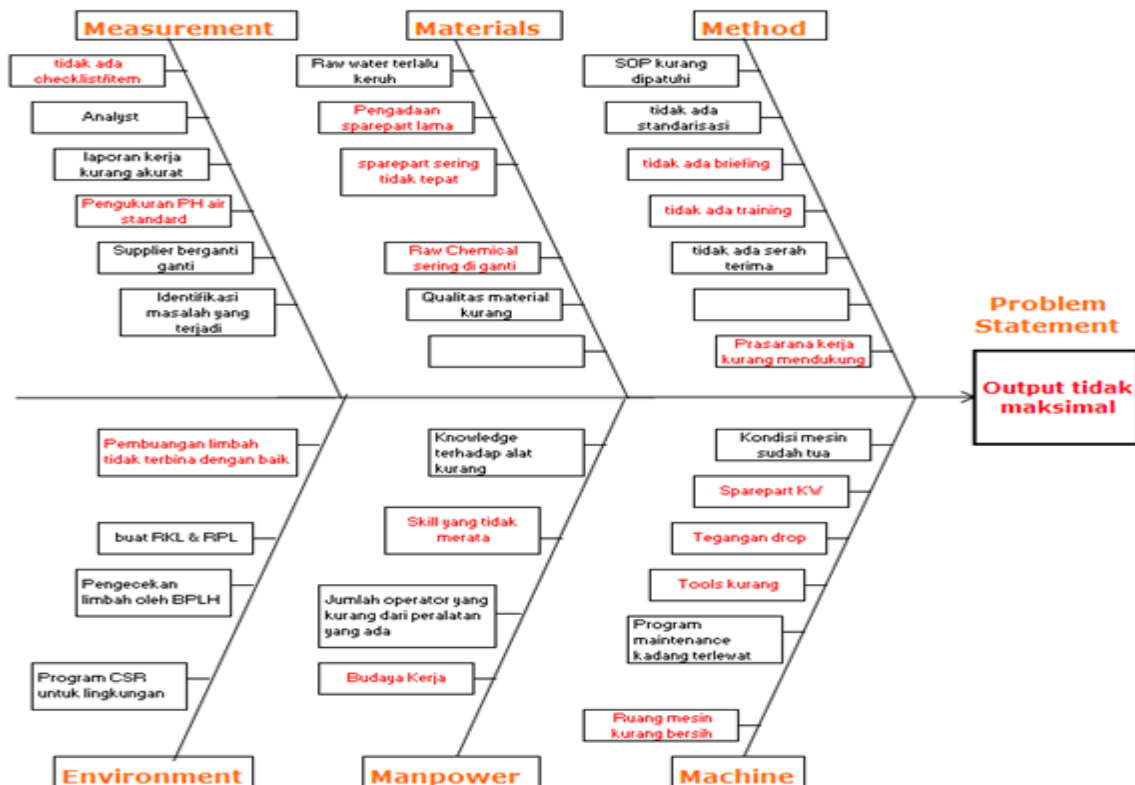 Measurement
tidak ada
checklist/item
Analyst
laporan kerja
kurang akurat
Pengukuran PH air
standard
Supplier berganti
ganti
Identifikasi
masalah yang
terjadi
Materials
Raw water terlalu
keruh
Pengadaan
sparepart lama
sparepart sering
tidak tepat
Raw Chemical
sering di ganti
Qualitas material
kurang
Method
SOP kurang
dipatuhi
tidak ada
standarisasi
tidak ada briefing
tidak ada training
tidak ada serah
terima
Prasarana kerja
kurang mendukung
Problem
Statement
Output tidak
maksimal
Pembuangan limbah
tidak terbina dengan baik
buat RKL & RPL
Pengecekan
limbah oleh BPLH
Program CSR
untuk lingkungan
Environment
Knowledge
terhadap alat
kurang
Skill yang tidak
merata
Jumlah operator yang
kurang dari peralatan
yang ada
Budaya Kerja
Manpower
Kondisi mesin
sudah tua
Sparepart KW
Tegangan drop
Tools kurang
Program
maintenance
kadang terlewat
Ruang mesin
kurang bersih
Machine